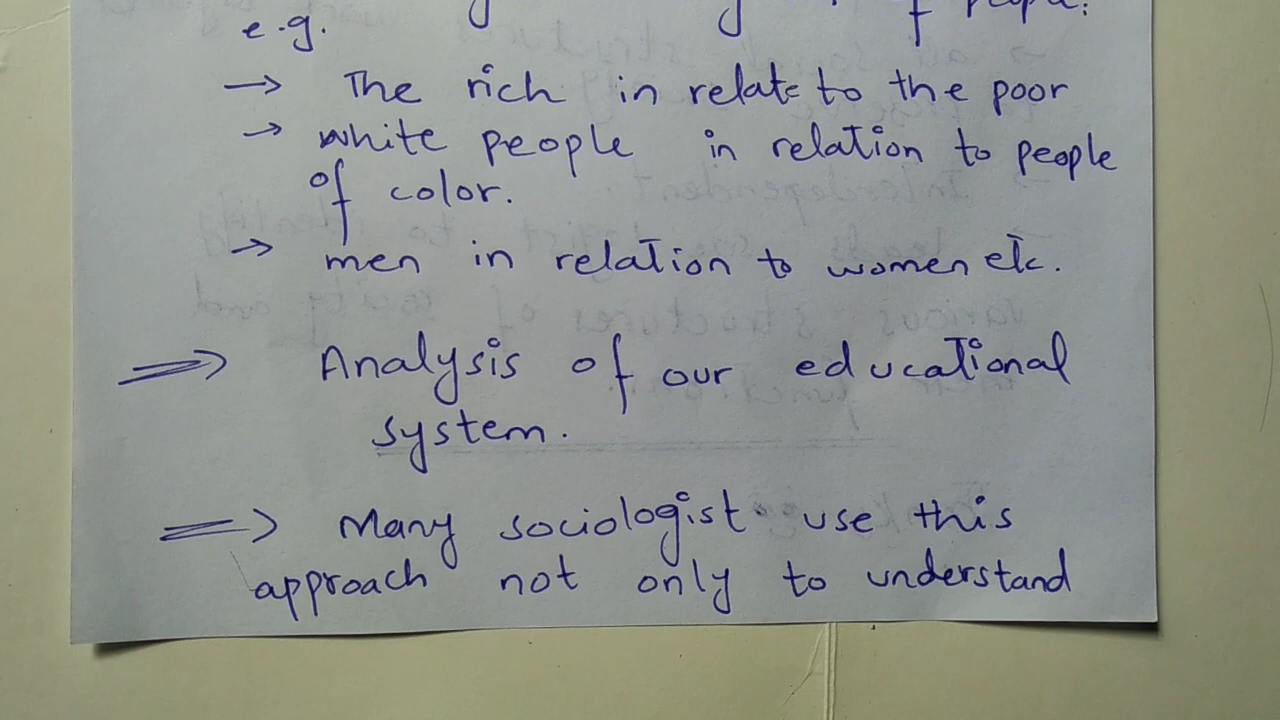 e.g.
→ The rich in relate to the poor
→ white people in relation to people
of color.
→ men in relation to women etc.
⇒ Analysis of our educational
system.
⇒ Many sociologist use this
approach not only to understand